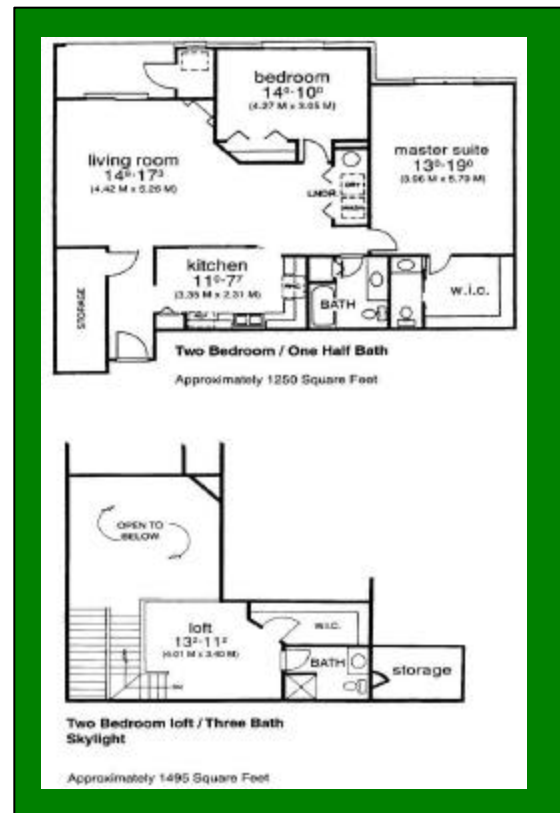 bedroom
14⁰-10⁰
(4.27 M x 3.05 M)
living room
14⁶-17³
(4.42 M x 5.26 M)
master suite
13⁰-19⁰
(3.96 M x 5.79 M)
LNDR.
DRY
WASH
kitchen
11⁰-7⁷
(3.35 M x 2.31 M)
STORAGE
BATH
w.i.c.
Two Bedroom / One Half Bath
Approximately 1250 Square Feet
OPEN TO
BELOW
loft
13²-11²
(4.01 M x 3.40 M)
w.i.c.
BATH
storage
Two Bedroom loft / Three Bath
Skylight
Approximately 1495 Square Feet